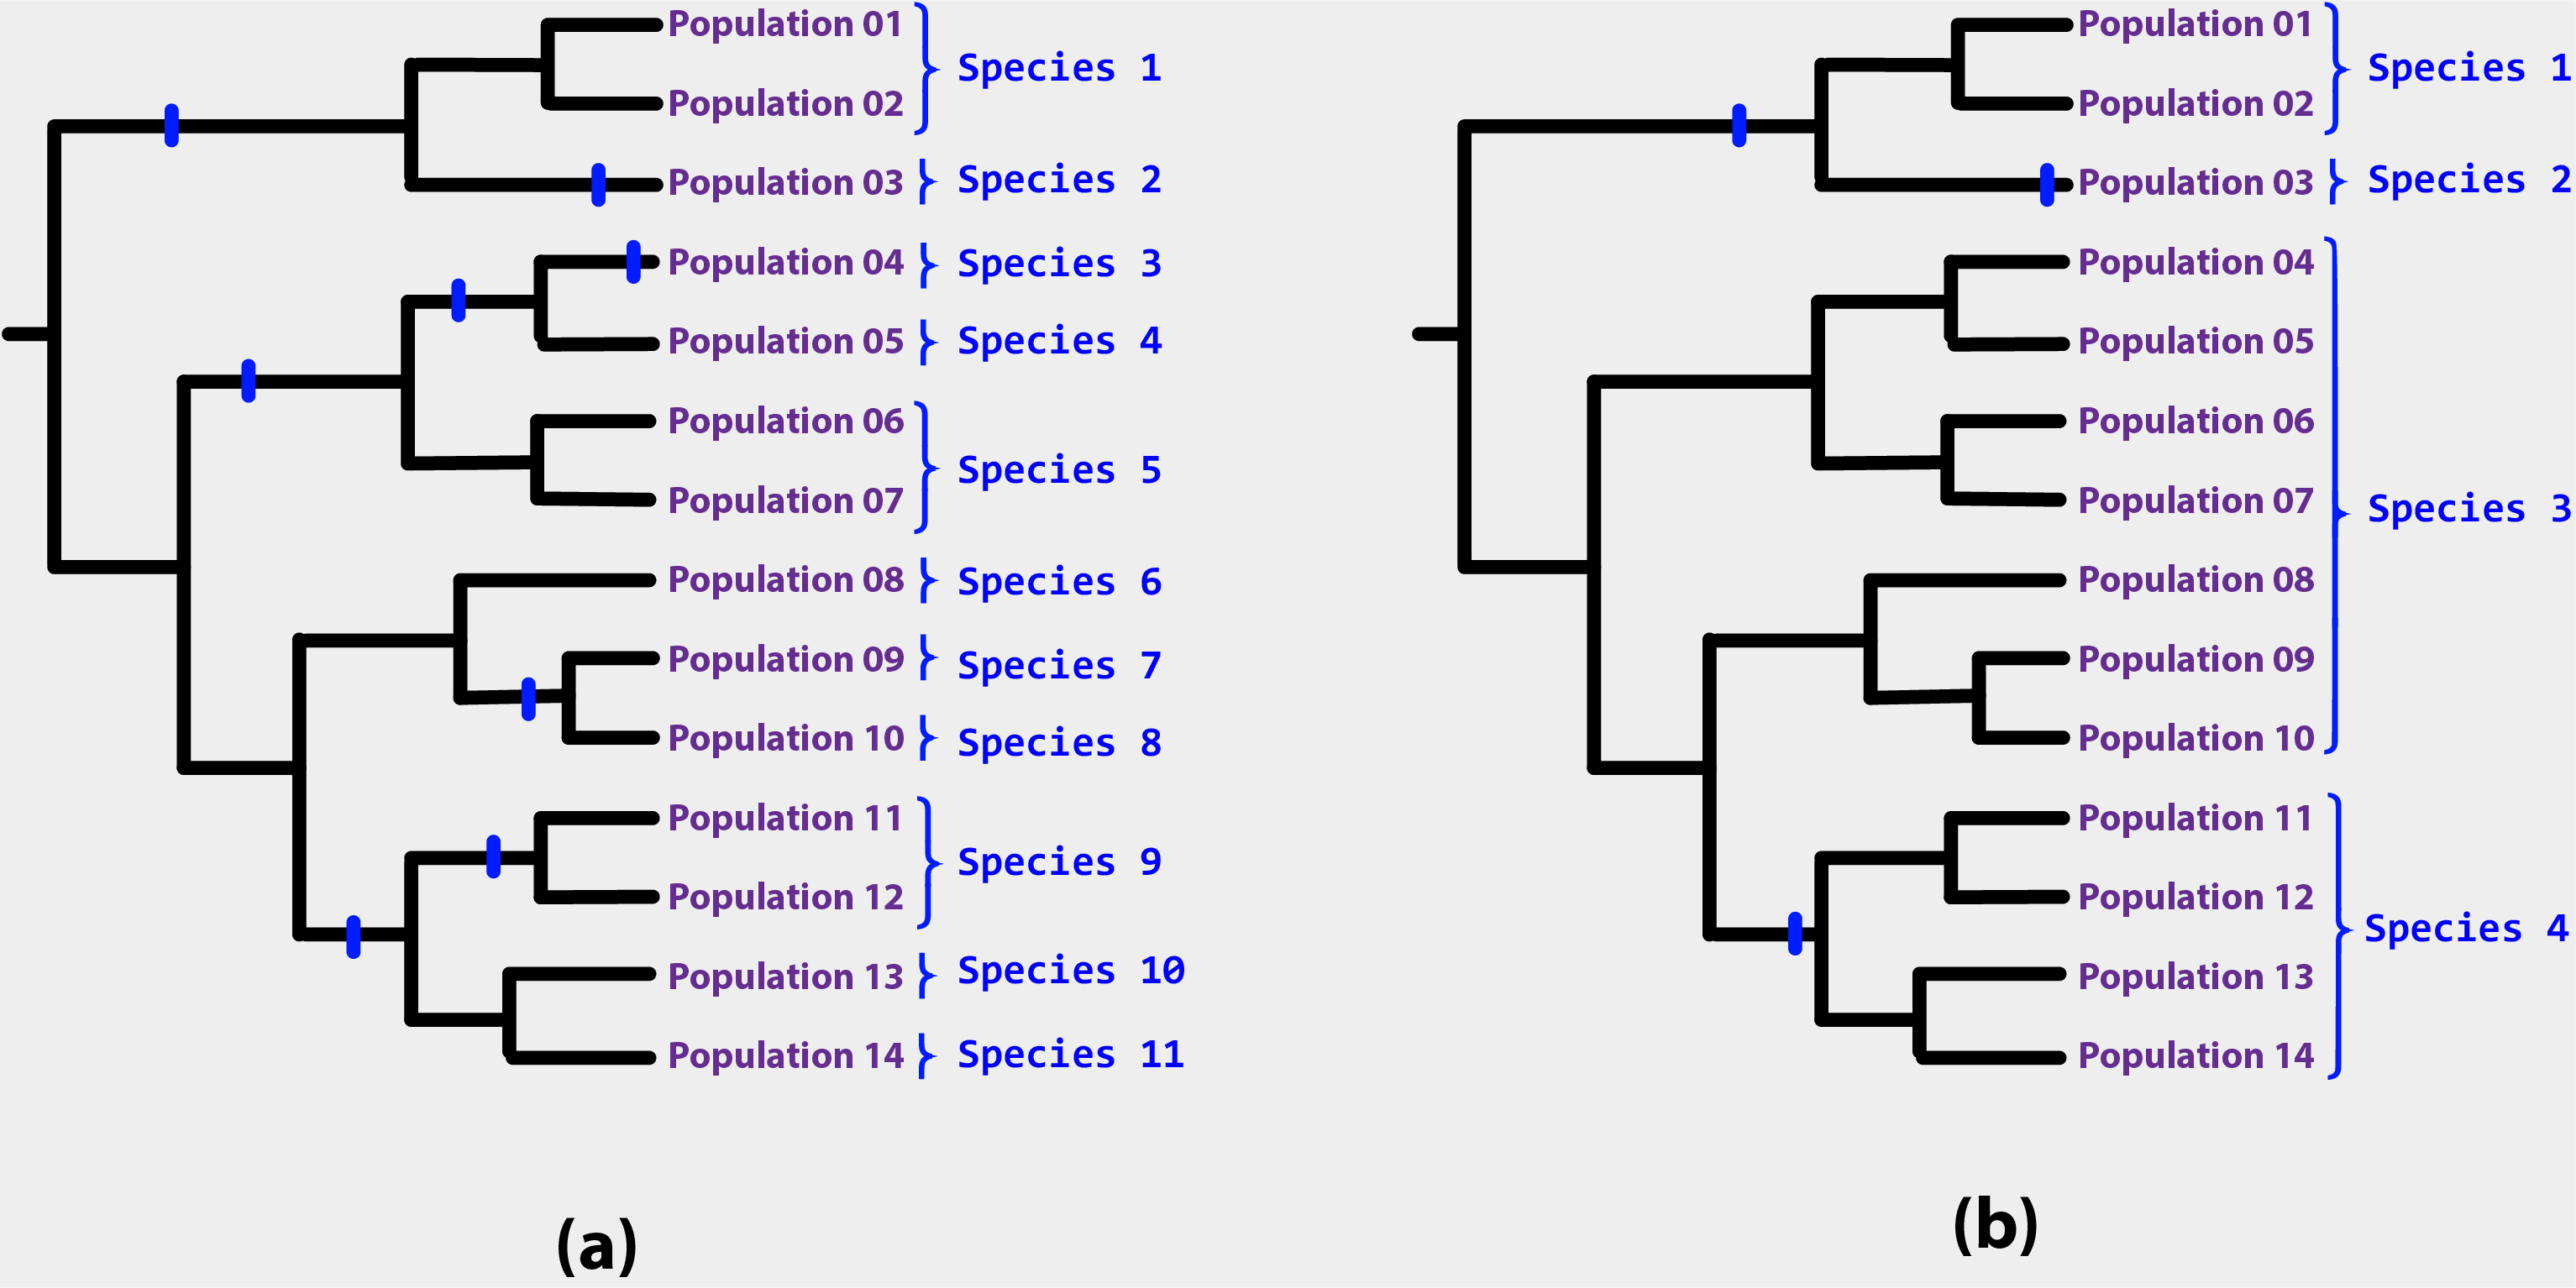 Population 01
Population 02
Species 1
Population 03
Species 2
Population 04
Species 3
Population 05
Species 4
Population 06
Population 07
Species 5
Population 08
Species 6
Population 09
Species 7
Population 10
Species 8
Population 11
Population 12
Species 9
Population 13
Species 10
Population 14
Species 11
(a)
Population 01
Population 02
Species 1
Population 03
Species 2
Population 04
Population 05
Population 06
Population 07
Species 3
Population 08
Population 09
Population 10
Population 11
Population 12
Species 4
Population 13
Population 14
(b)